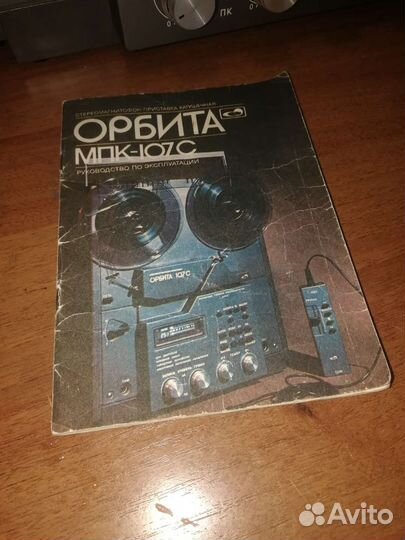 ПК
СТЕРЕОМАГНИТОФОН-ПРИСТАВКА КАТУШЕЧНАЯ
ОРБИТА
МПК-107С
РУКОВОДСТВО ПО ЭКСПЛУАТАЦИИ
ОРБИТА 107С
Avito